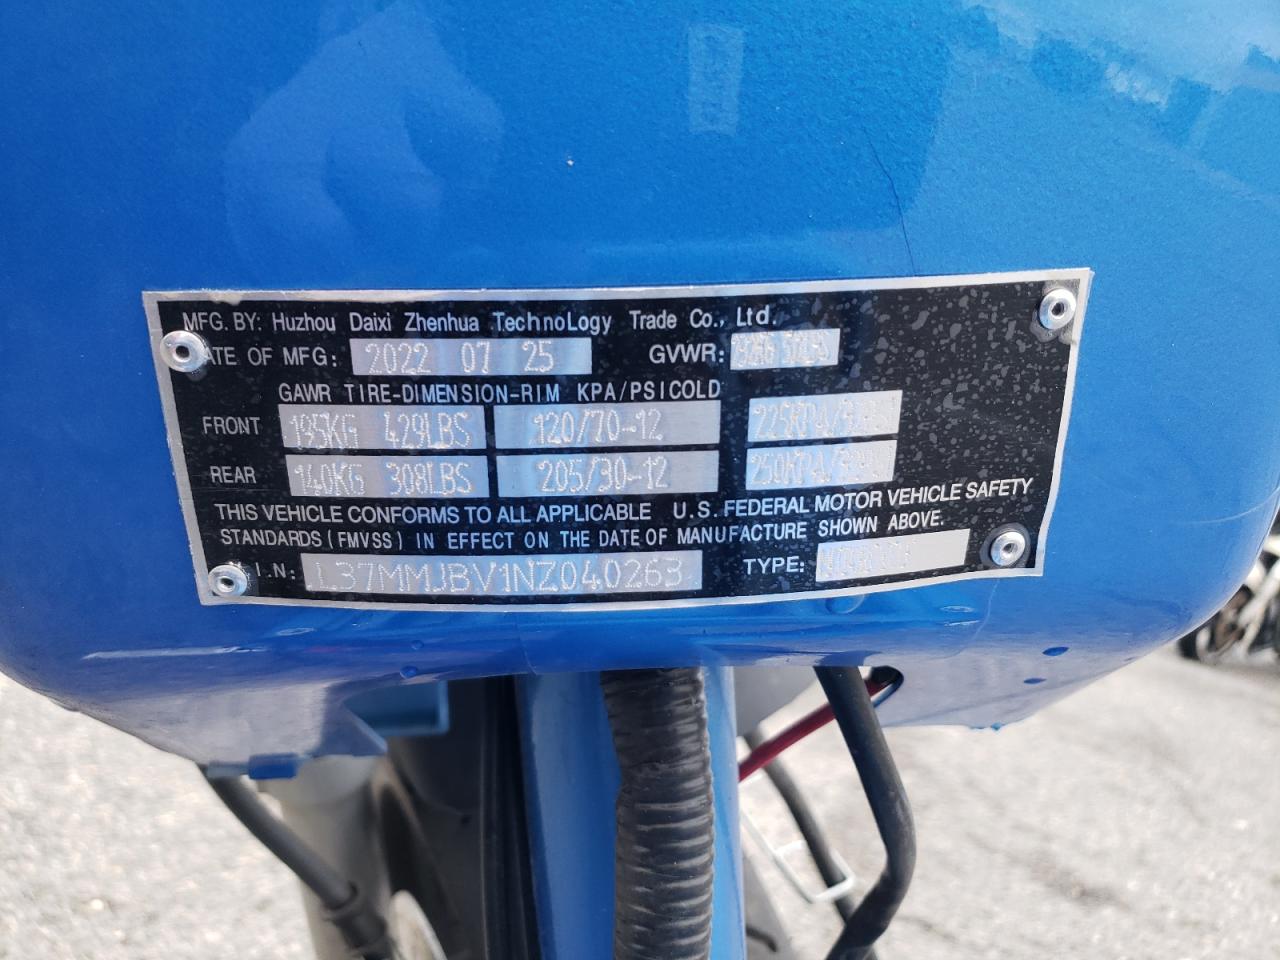 MFG. BY: Huzhou Daixi Zhenhua TechnoLogy Trade Co., Ltd.
ATE OF MFG: 2022 07 25 GVWR:
GAWR TIRE-DIMENSION-RIM KPA/PSICOLD
FRONT 195KG 429LBS 120/70-12
REAR 140KG 308LBS 205/30-12
THIS VEHICLE CONFORMS TO ALL APPLICABLE U.S. FEDERAL MOTOR VEHICLE SAFETY
STANDARDS (FMVSS) IN EFFECT ON THE DATE OF MANUFACTURE SHOWN ABOVE.
.I.N: L37MMJBV1NZ040263 TYPE: